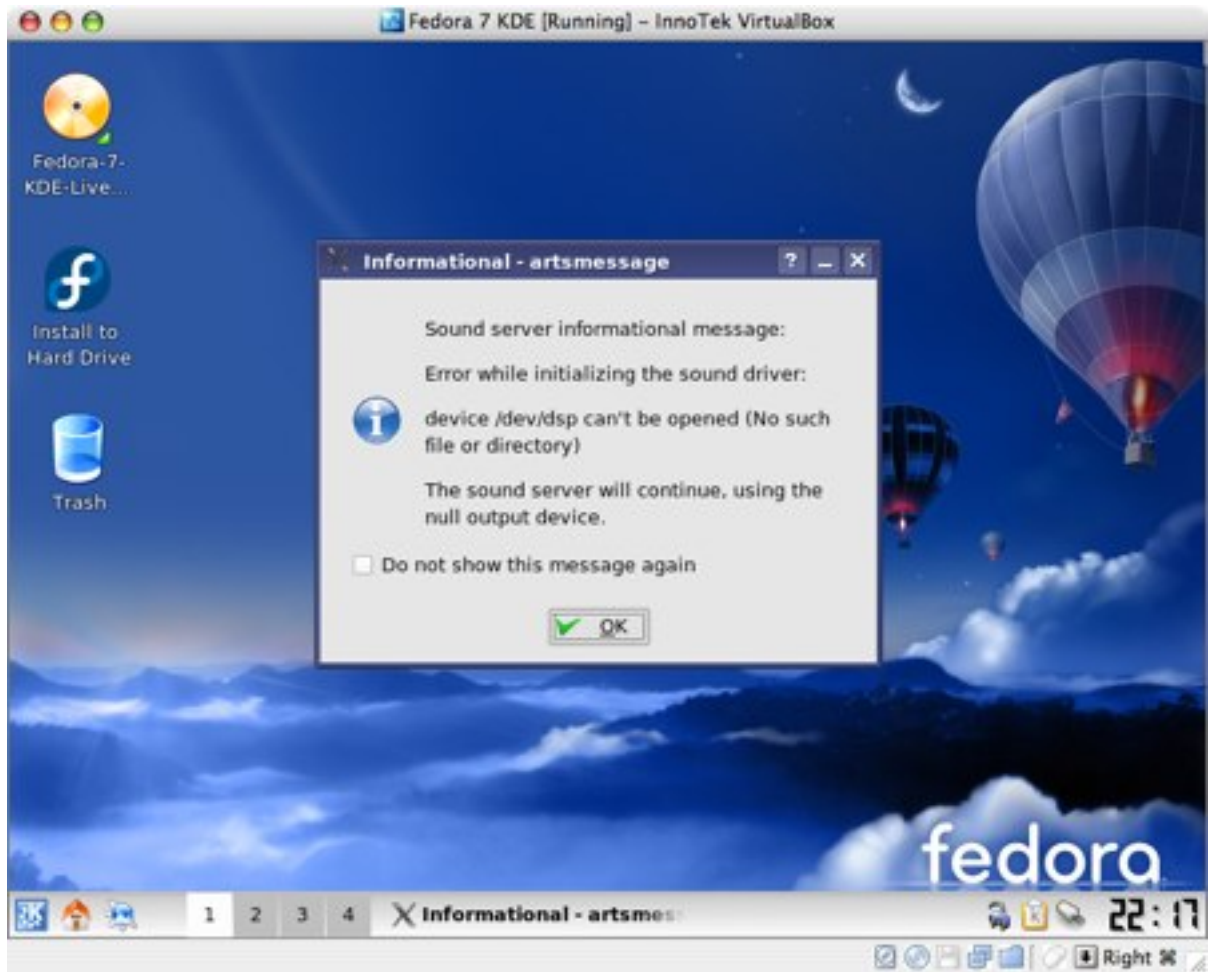 Fedora 7 KDE [Running] – InnoTek VirtualBox
Fedora-7-
KDE-Live....
Install to
Hard Drive
Trash
Informational - artsmessage
Sound server informational message:
Error while initializing the sound driver:
device /dev/dsp can't be opened (No such
file or directory)
The sound server will continue, using the
null output device.
Do not show this message again
OK
fedora
1 2 3 4 Informational - artsmes 22:17
Right ⌘